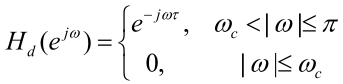 H_d(e^{jω}) = { e^{-jωτ}, ω_c <|ω|≤ π
0, |ω|≤ ω_c